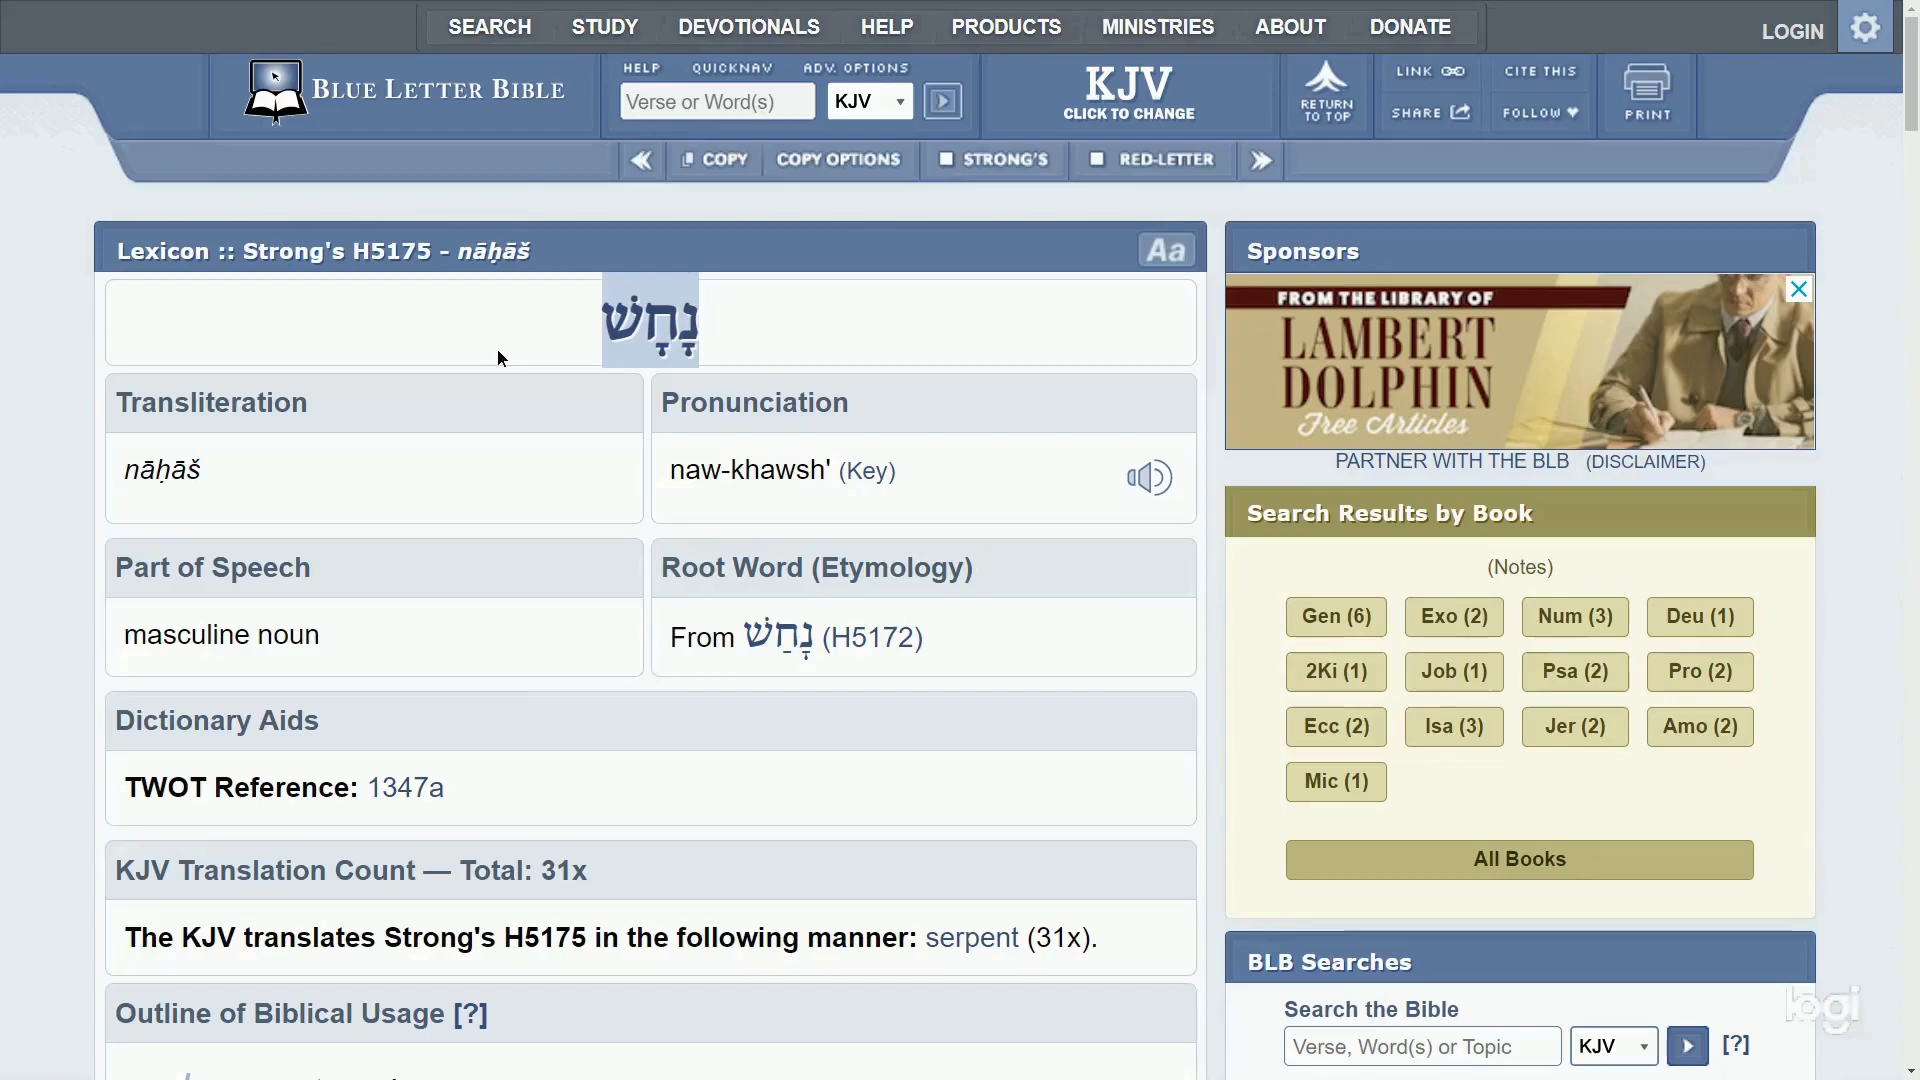 SEARCH STUDY DEVOTIONALS HELP PRODUCTS MINISTRIES ABOUT DONATE LOGIN
BLUE LETTER BIBLE
HELP QUICKNAV ADV. OPTIONS
Verse or Word(s) KJV
KJV
CLICK TO CHANGE
RETURN
TO TOP
LINK CITE THIS
SHARE FOLLOW
PRINT
COPY COPY OPTIONS STRONG'S RED-LETTER
Lexicon :: Strong's H5175 - nāḥāš Aa
נָחָשׁ
Transliteration
nāḥāš
Pronunciation
naw-khawsh' (Key)
Part of Speech
masculine noun
Root Word (Etymology)
From נָחַשׁ (H5172)
Dictionary Aids
TWOT Reference: 1347a
KJV Translation Count — Total: 31x
The KJV translates Strong's H5175 in the following manner: serpent (31x).
Outline of Biblical Usage [?]
Sponsors
FROM THE LIBRARY OF
LAMBERT
DOLPHIN
Free Articles
PARTNER WITH THE BLB (DISCLAIMER)
Search Results by Book
(Notes)
Gen (6) Exo (2) Num (3) Deu (1)
2Ki (1) Job (1) Psa (2) Pro (2)
Ecc (2) Isa (3) Jer (2) Amo (2)
Mic (1)
All Books
BLB Searches
Search the Bible
Verse, Word(s) or Topic KJV [?]
logi